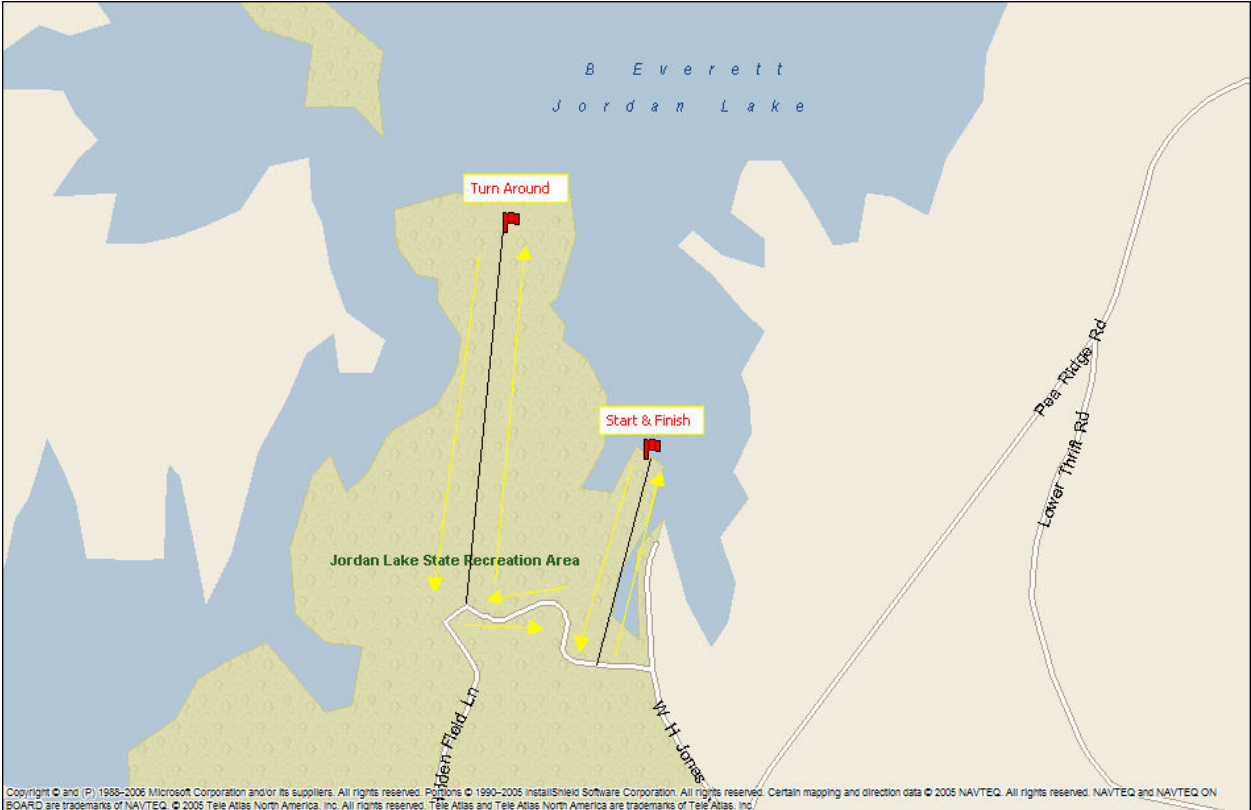 B Everett
Jordan Lake
Turn Around
Start & Finish
Pea Ridge Rd
Lower Thrift Rd
Jordan Lake State Recreation Area
Field Ln
W H Jones
Copyright © and (P) 1988–2006 Microsoft Corporation and/or its suppliers. All rights reserved. Portions © 1990–2005 InstallShield Software Corporation. All rights reserved. Certain mapping and direction data © 2005 NAVTEQ. All rights reserved. NAVTEQ and NAVTEQ ON
BOARD are trademarks of NAVTEQ. © 2005 Tele Atlas North America, Inc. All rights reserved. Tele Atlas and Tele Atlas North America are trademarks of Tele Atlas, Inc.